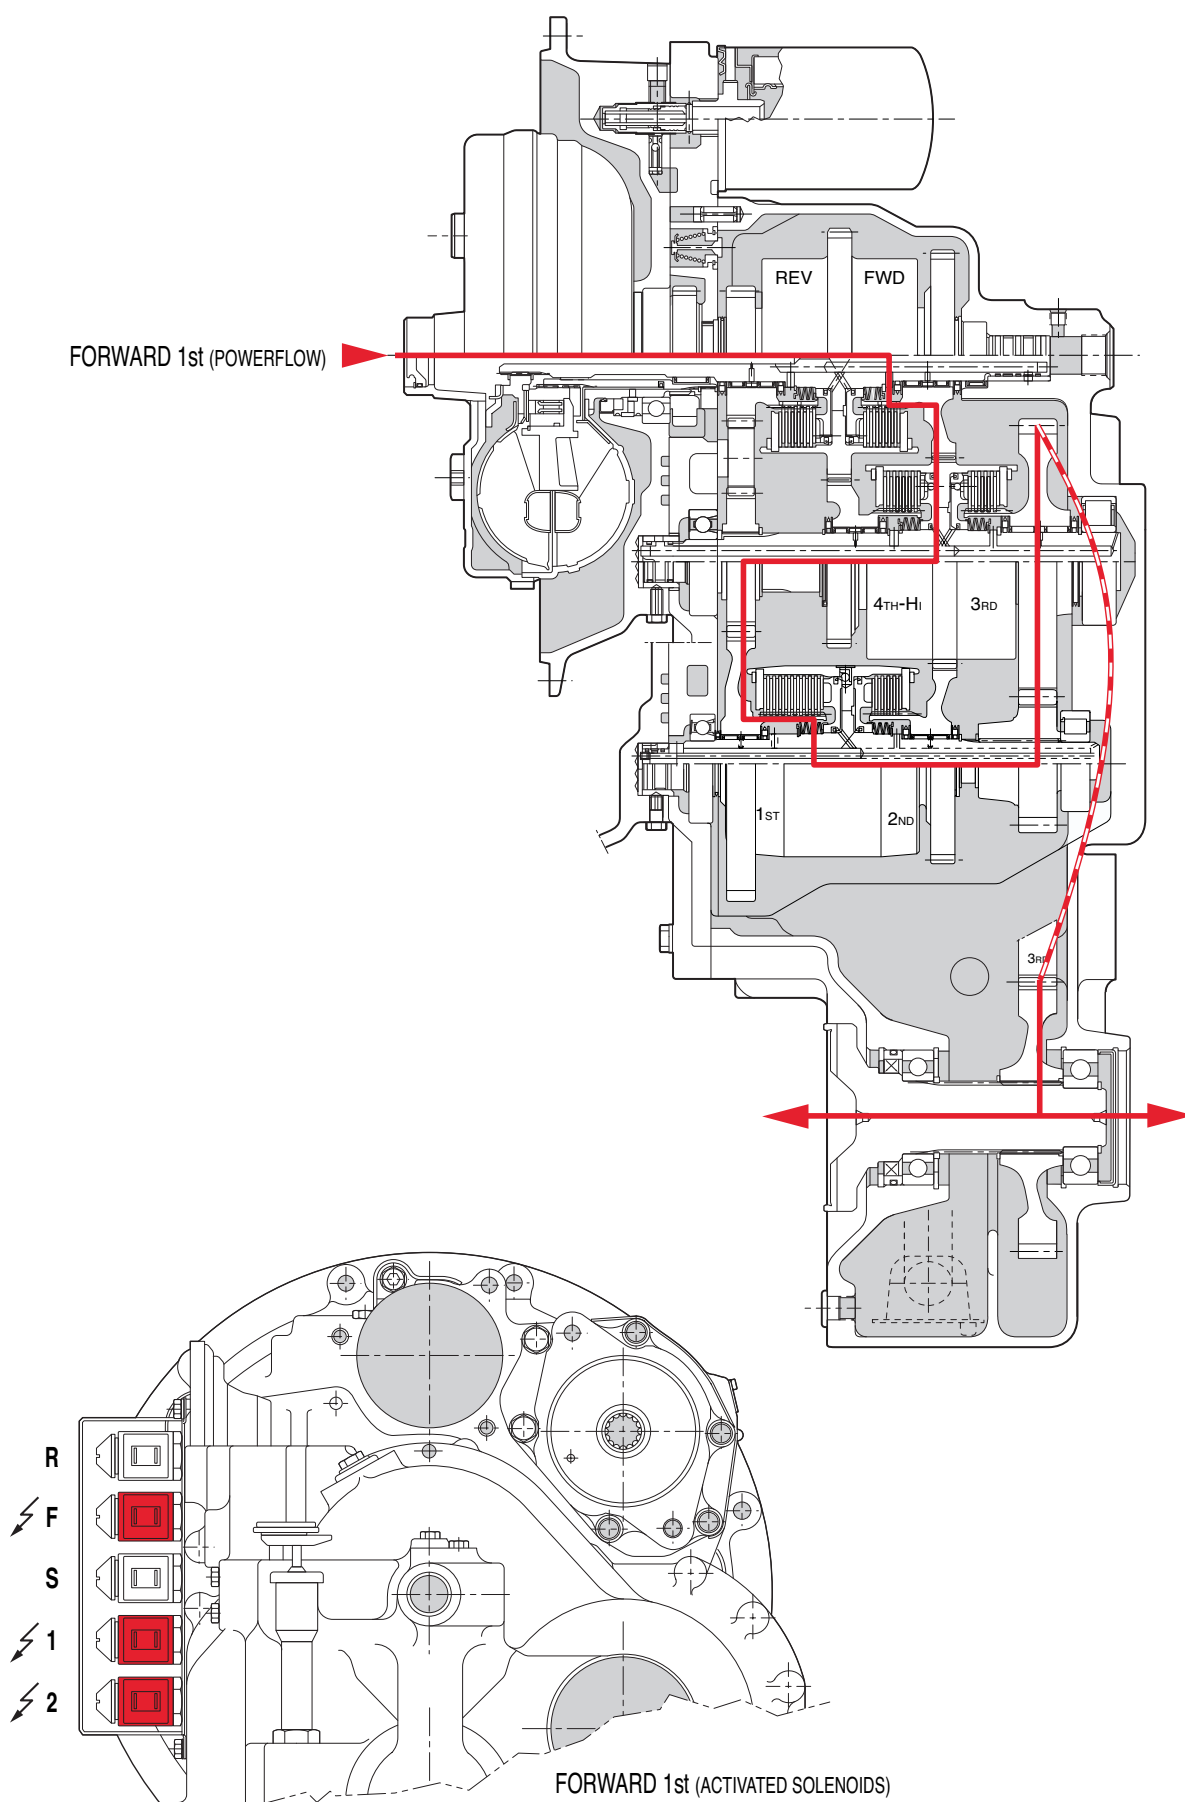 REV FWD
FORWARD 1st (POWERFLOW)
4TH-HI 3RD
1ST 2ND
3RD
R
F
S
1
2
FORWARD 1st (ACTIVATED SOLENOIDS)